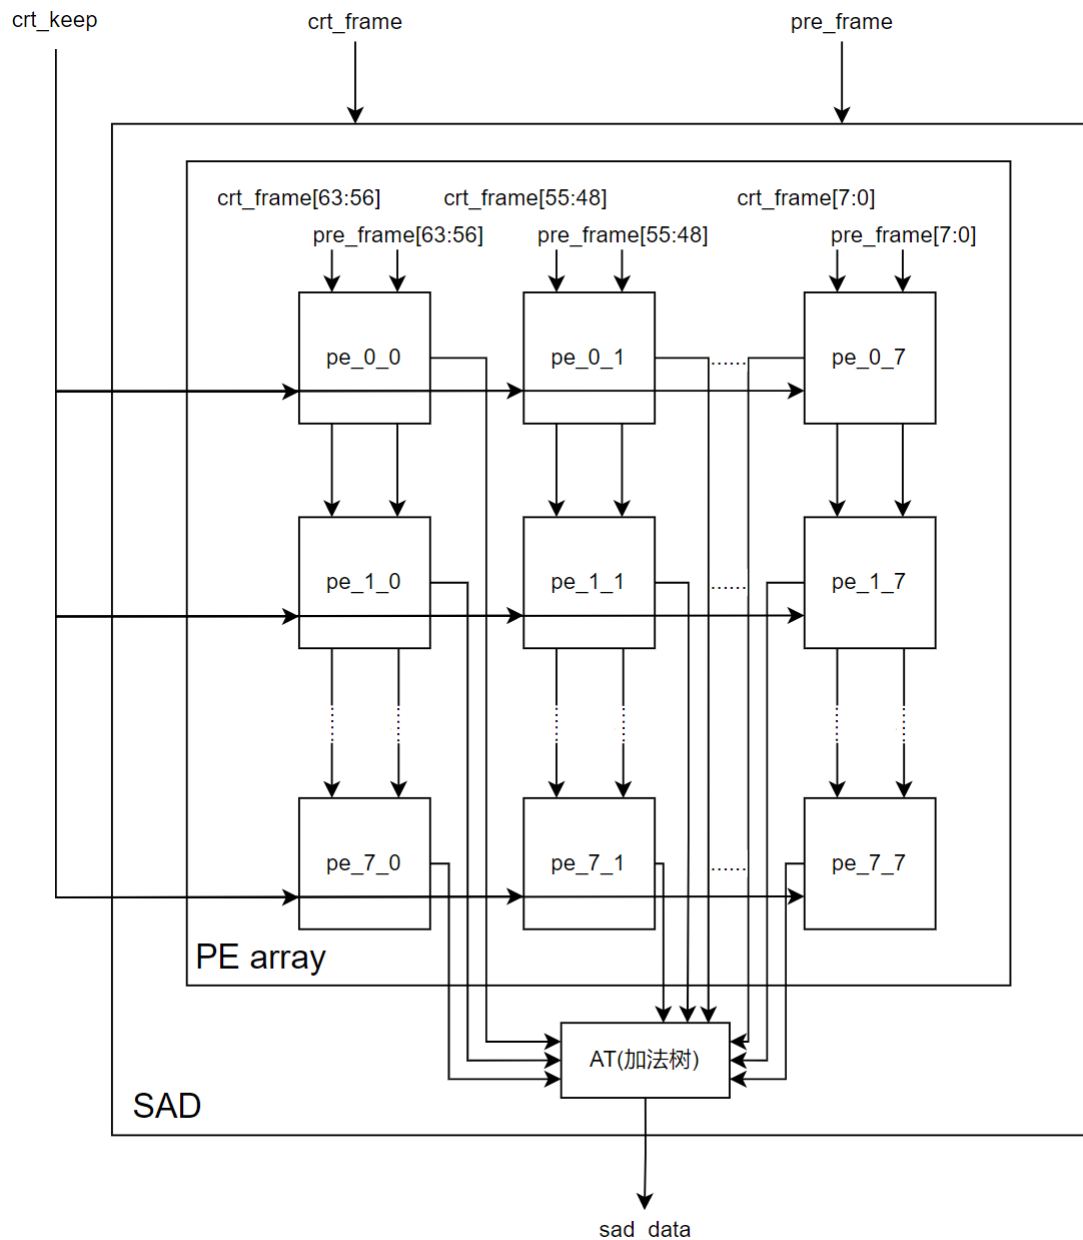 crt_keep
crt_frame
pre_frame
crt_frame[63:56]
crt_frame[55:48]
crt_frame[7:0]
pre_frame[63:56]
pre_frame[55:48]
pre_frame[7:0]
pe_0_0
pe_0_1
......
pe_0_7
pe_1_0
pe_1_1
......
pe_1_7
pe_7_0
pe_7_1
......
pe_7_7
PE array
AT(加法树)
SAD
sad_data